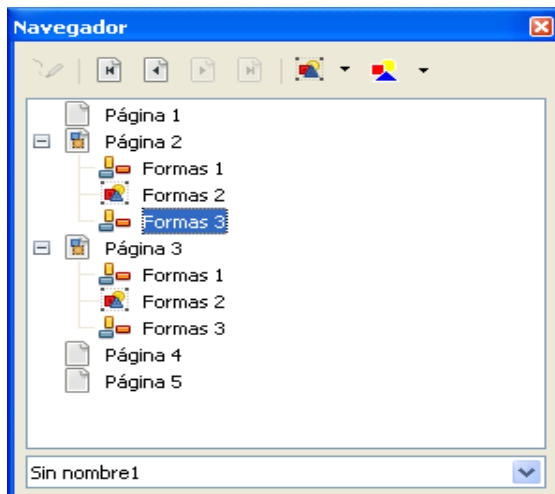 Navegador
Página 1
Página 2
Formas 1
Formas 2
Formas 3
Página 3
Formas 1
Formas 2
Formas 3
Página 4
Página 5
Sin nombre1